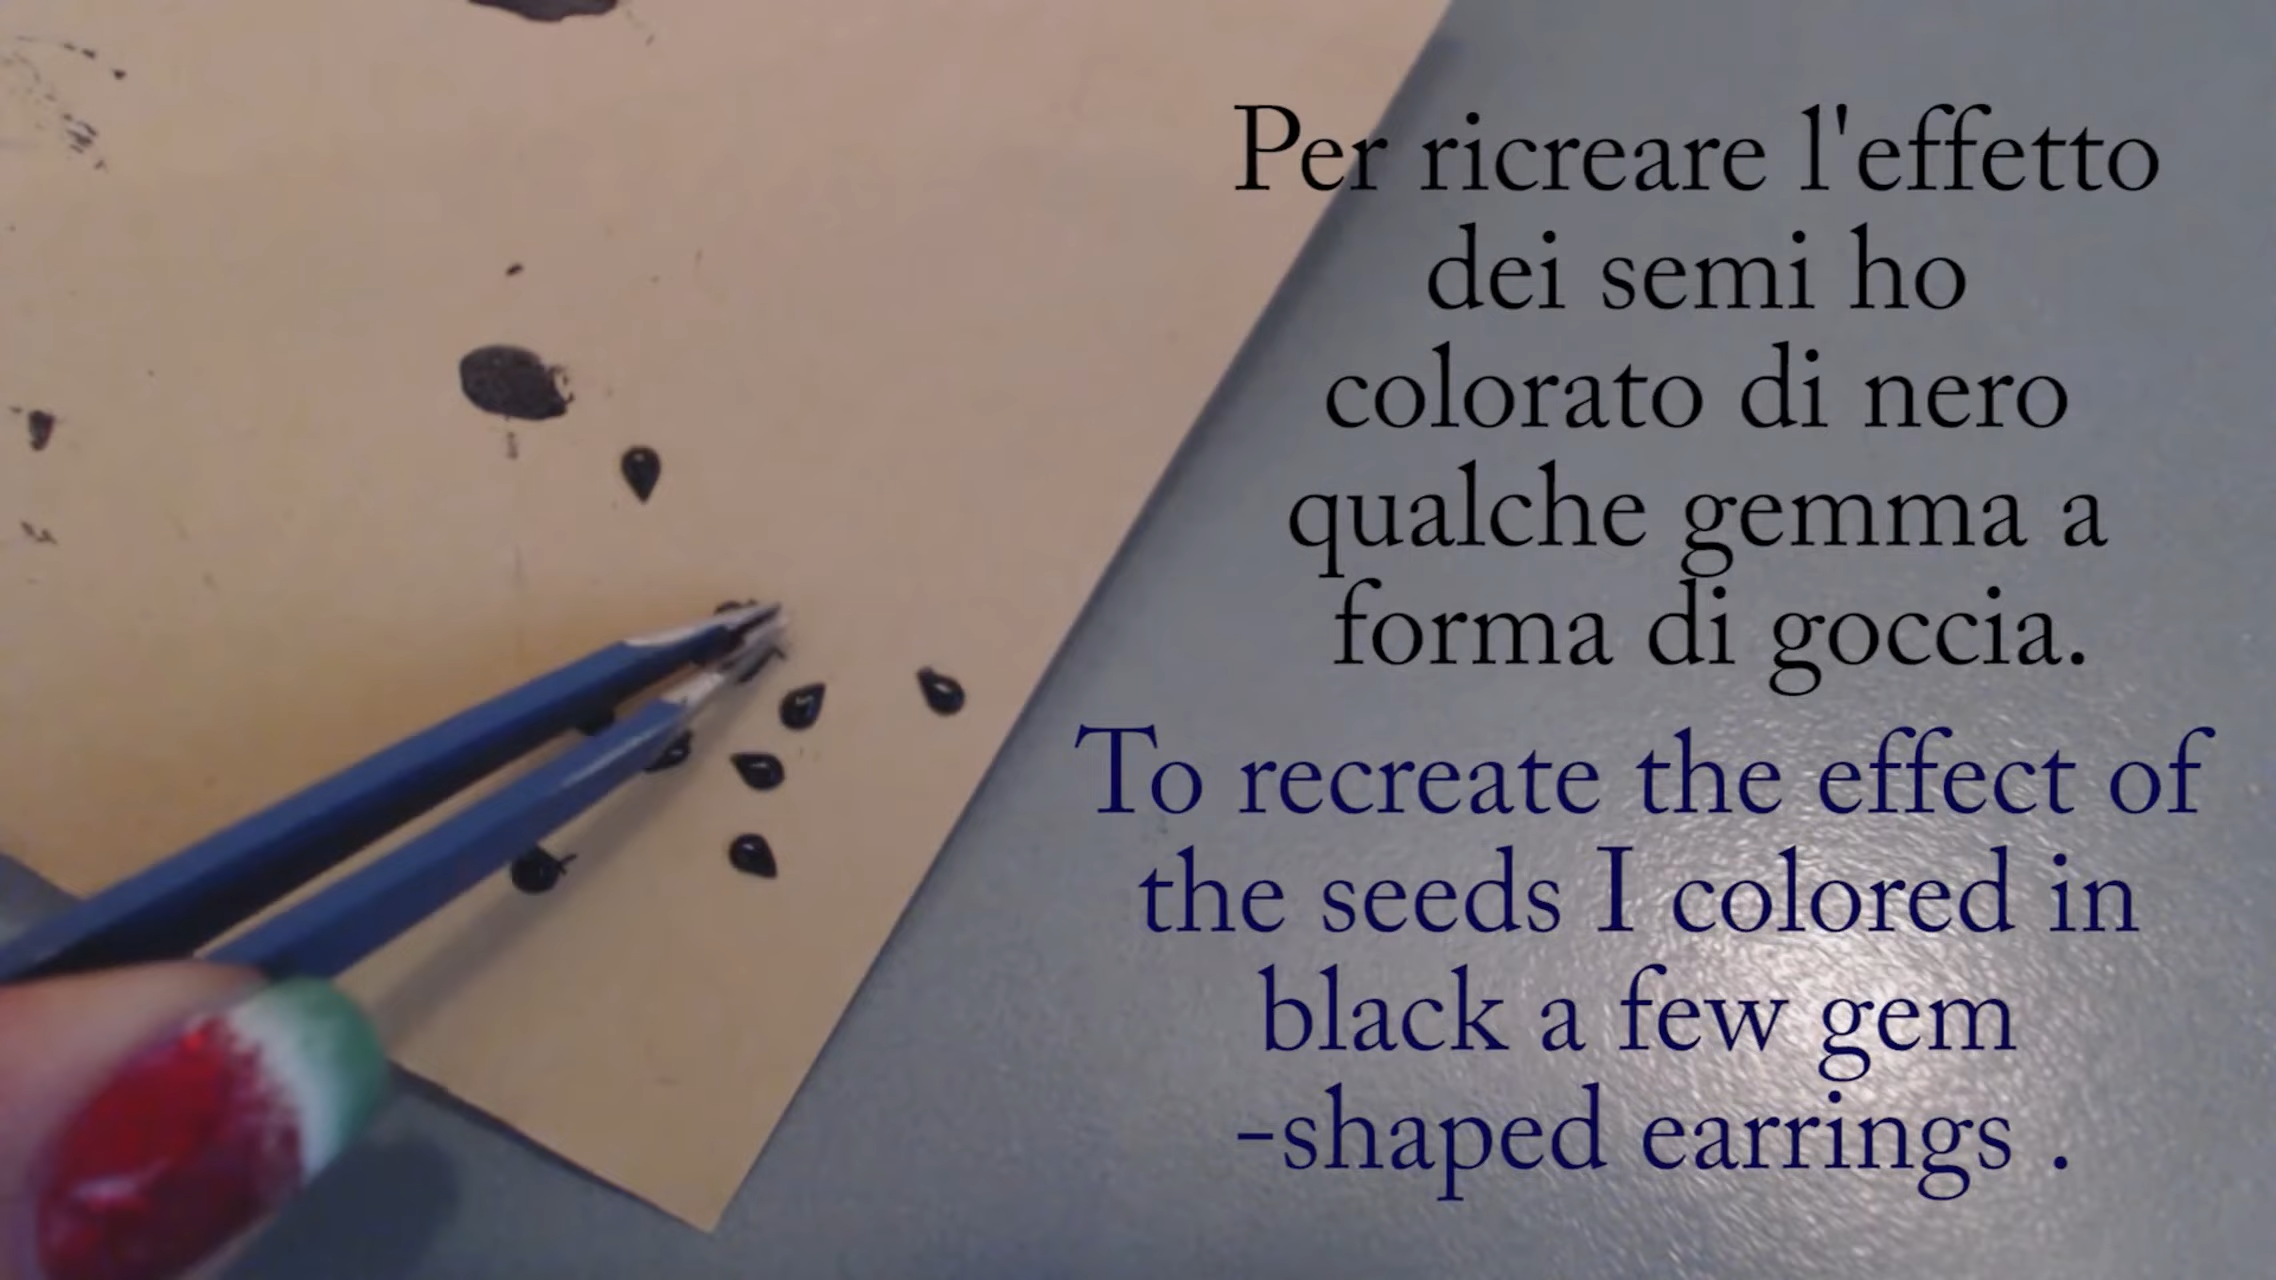 Per ricreare l'effetto
dei semi ho
colorato di nero
qualche gemma a
forma di goccia.
To recreate the effect of
the seeds I colored in
black a few gem
-shaped earrings .